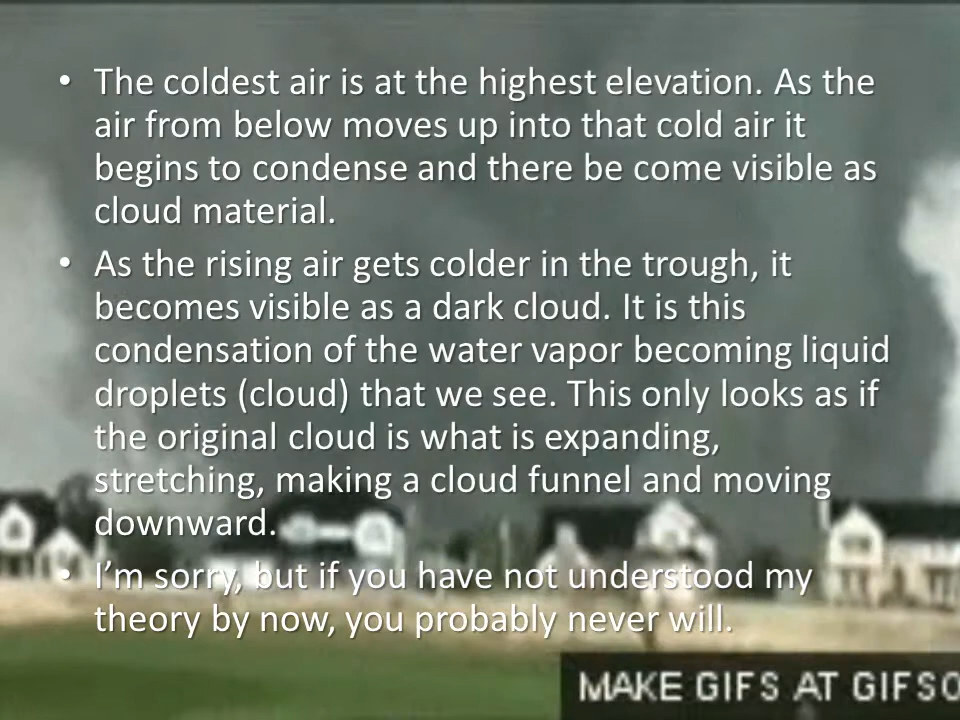 • The coldest air is at the highest elevation. As the
air from below moves up into that cold air it
begins to condense and there be come visible as
cloud material.
• As the rising air gets colder in the trough, it
becomes visible as a dark cloud. It is this
condensation of the water vapor becoming liquid
droplets (cloud) that we see. This only looks as if
the original cloud is what is expanding,
stretching, making a cloud funnel and moving
downward.
• I’m sorry, but if you have not understood my
theory by now, you probably never will.
MAKE GIFS AT